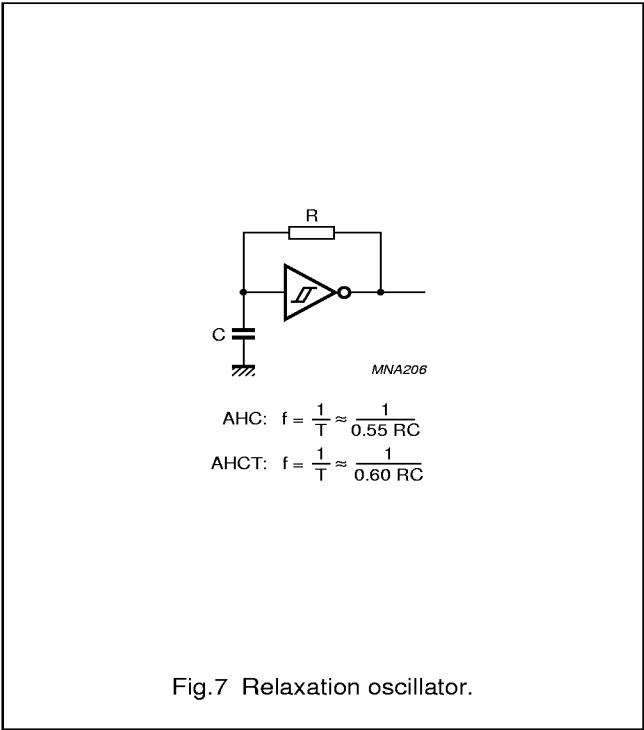 R
C
MNA206
AHC: f = 1/T ≈ 1/0.55 RC
AHCT: f = 1/T ≈ 1/0.60 RC
Fig.7 Relaxation oscillator.